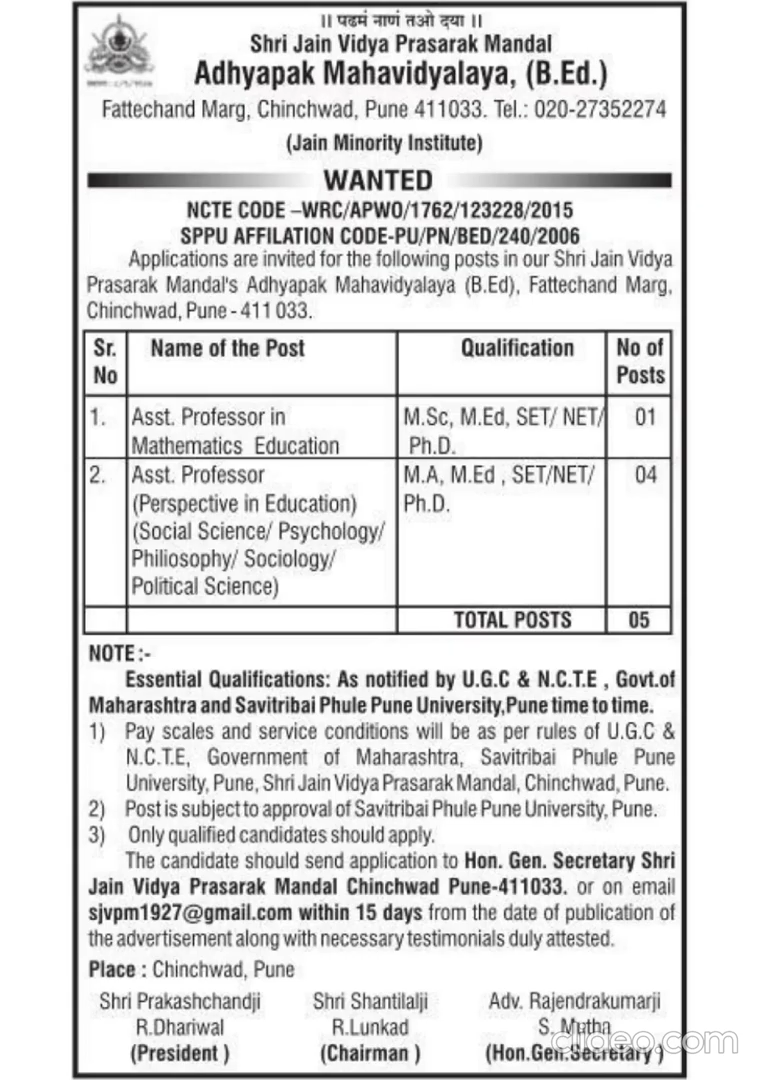 || पढमं नाणं तओ दया ||
Shri Jain Vidya Prasarak Mandal
Adhyapak Mahavidyalaya, (B.Ed.)
Fattechand Marg, Chinchwad, Pune 411033. Tel.: 020-27352274
(Jain Minority Institute)
WANTED
NCTE CODE –WRC/APWO/1762/123228/2015
SPPU AFFILATION CODE-PU/PN/BED/240/2006
Applications are invited for the following posts in our Shri Jain Vidya
Prasarak Mandal's Adhyapak Mahavidyalaya (B.Ed), Fattechand Marg,
Chinchwad, Pune - 411 033.
Sr. No Name of the Post Qualification No of Posts
1. Asst. Professor in M.Sc, M.Ed, SET/ NET/ 01
Mathematics Education Ph.D.
2. Asst. Professor M.A, M.Ed , SET/NET/ 04
(Perspective in Education) Ph.D.
(Social Science/ Psychology/
Philiosophy/ Sociology/
Political Science)
TOTAL POSTS 05
NOTE :-
Essential Qualifications: As notified by U.G.C & N.C.T.E , Govt.of
Maharashtra and Savitribai Phule Pune University,Pune time to time.
1) Pay scales and service conditions will be as per rules of U.G.C &
N.C.T.E, Government of Maharashtra, Savitribai Phule Pune
University, Pune, Shri Jain Vidya Prasarak Mandal, Chinchwad, Pune.
2) Post is subject to approval of Savitribai Phule Pune University, Pune.
3) Only qualified candidates should apply.
The candidate should send application to Hon. Gen. Secretary Shri
Jain Vidya Prasarak Mandal Chinchwad Pune-411033. or on email
sjvpm1927@gmail.com within 15 days from the date of publication of
the advertisement along with necessary testimonials duly attested.
Place : Chinchwad, Pune
Shri Prakashchandji Shri Shantilalji Adv. Rajendrakumarji
R.Dhariwal R.Lunkad S. Mutha
(President ) (Chairman ) (Hon.Gen.Secretary )
clideo.com